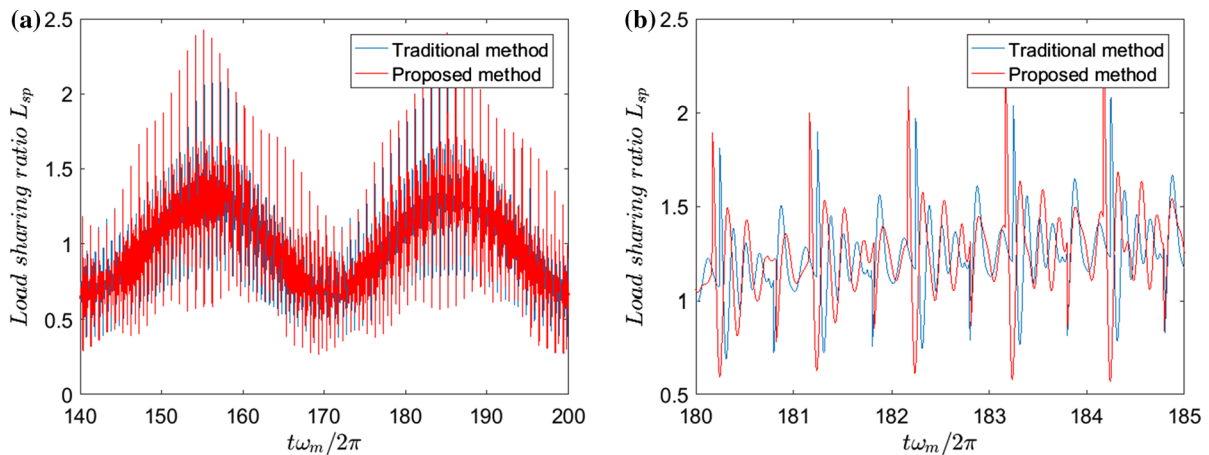 (a)
Load sharing ratio L_sp
2.5
2
1.5
1
0.5
0
Traditional method
Proposed method
140 150 160 170 180 190 200
tω_m/2π
(b)
Load sharing ratio L_sp
2.5
2
1.5
1
0.5
Traditional method
Proposed method
180 181 182 183 184 185
tω_m/2π